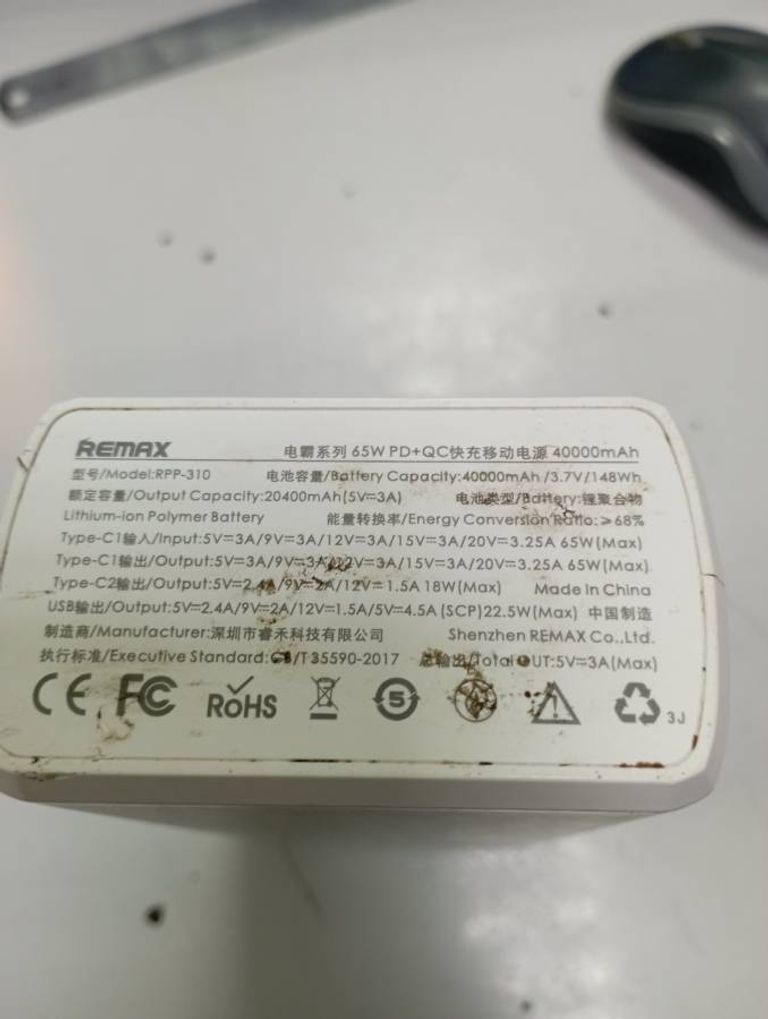 REMAX 电霸系列 65W PD+QC快充移动电源 40000mAh
型号/Model:RPP-310 电池容量/Battery Capacity:40000mAh /3.7V/148Wh
额定容量/Output Capacity:20400mAh(5V⎓3A) 电池类型/Battery:锂聚合物
Lithium-ion Polymer Battery 能量转换率/Energy Conversion Ratio:≥68%
Type-C1输入/Input:5V⎓3A/9V⎓3A/12V⎓3A/15V⎓3A/20V⎓3.25A 65W(Max)
Type-C1输出/Output:5V⎓3A/9V⎓3A/12V⎓3A/15V⎓3A/20V⎓3.25A 65W(Max)
Type-C2输出/Output:5V⎓2.4A/9V⎓2A/12V⎓1.5A 18W(Max) Made in China
USB输出/Output:5V⎓2.4A/9V⎓2A/12V⎓1.5A/5V⎓4.5A (SCP)22.5W(Max) 中国制造
制造商/Manufacturer:深圳市睿禾科技有限公司 Shenzhen REMAX Co.,Ltd.
执行标准/Executive Standard:GB/T 35590-2017 总输出/Total OUT:5V⎓3A(Max)
CE FC RoHS 5 3J